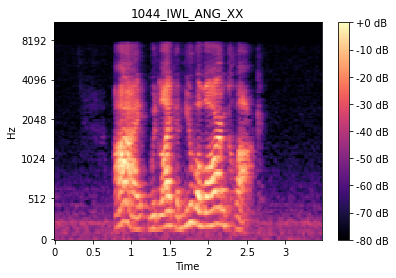 1044_IWL_ANG_XX
Hz
8192
4096
2048
1024
512
0
0 0.5 1 1.5 2 2.5 3
Time
+0 dB
-10 dB
-20 dB
-30 dB
-40 dB
-50 dB
-60 dB
-70 dB
-80 dB